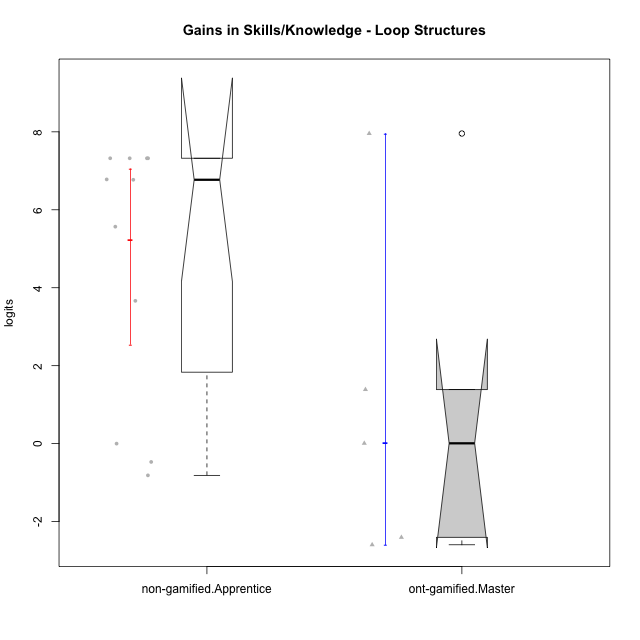 Gains in Skills/Knowledge - Loop Structures
logits
8
6
4
2
0
-2
non-gamified.Apprentice
ont-gamified.Master